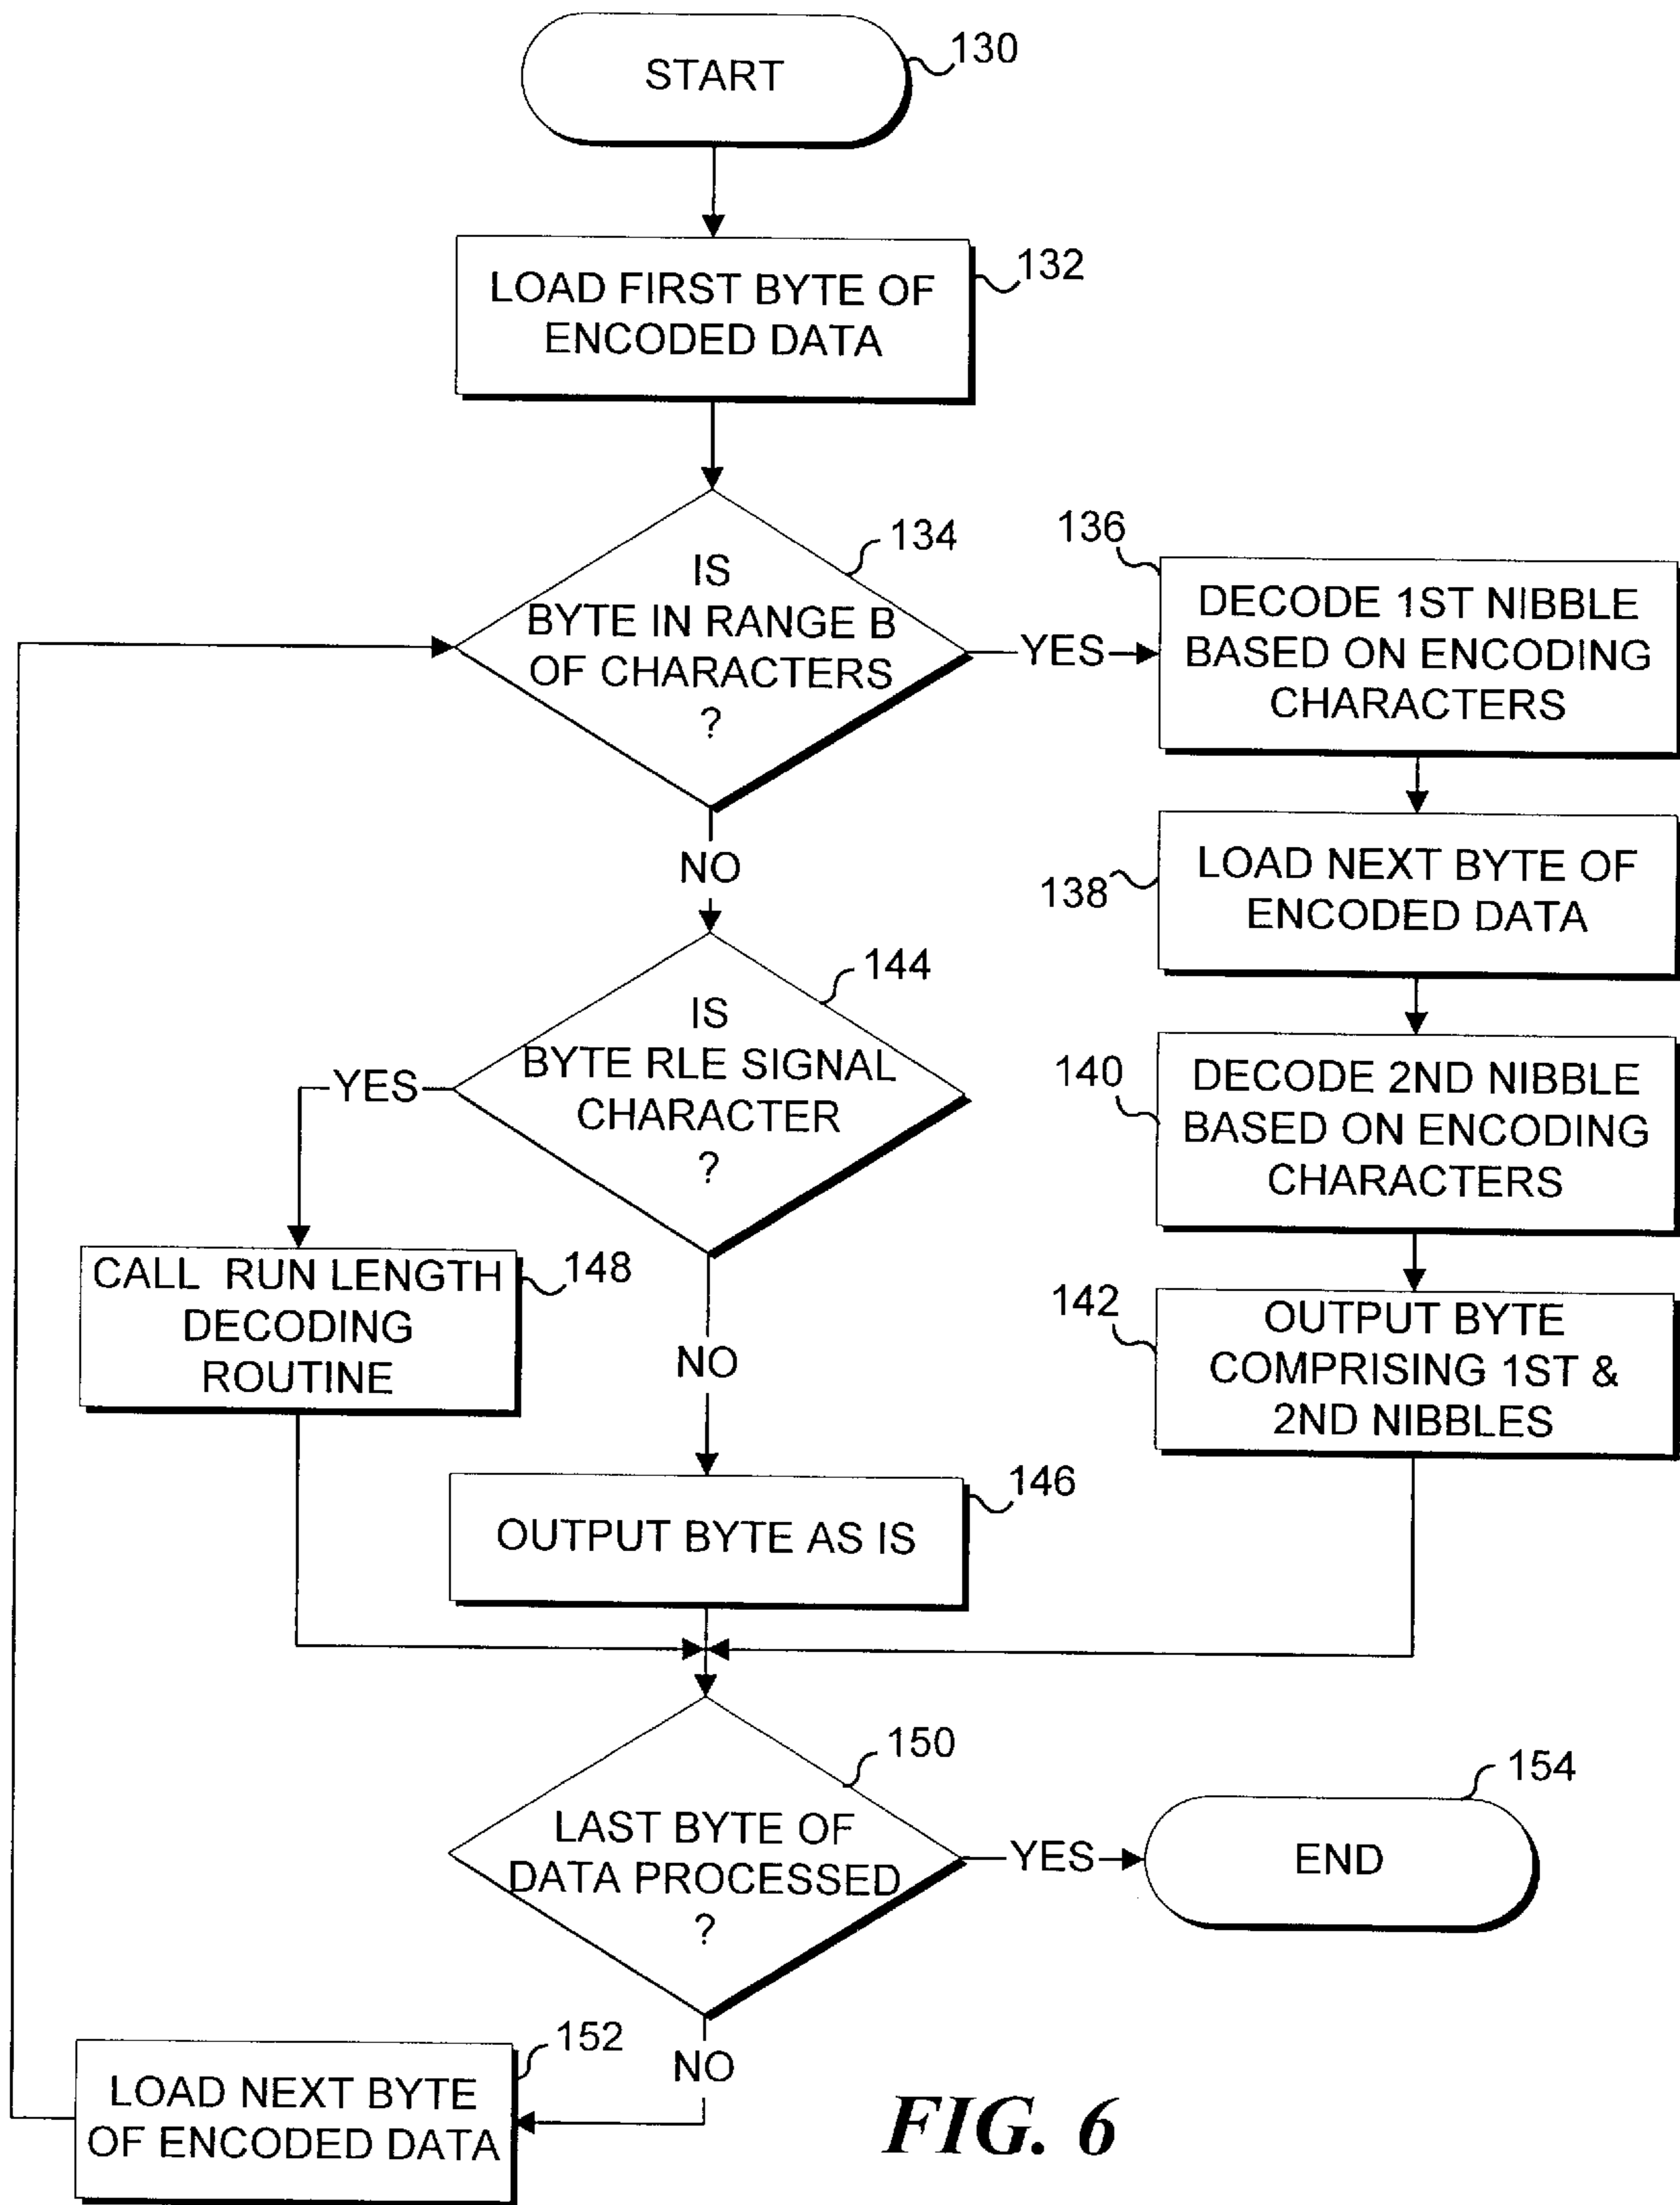 START
130
LOAD FIRST BYTE OF
ENCODED DATA
132
IS
BYTE IN RANGE B
OF CHARACTERS
?
134
YES
136
DECODE 1ST NIBBLE
BASED ON ENCODING
CHARACTERS
138
LOAD NEXT BYTE OF
ENCODED DATA
140
DECODE 2ND NIBBLE
BASED ON ENCODING
CHARACTERS
142
OUTPUT BYTE
COMPRISING 1ST &
2ND NIBBLES
NO
IS
BYTE RLE SIGNAL
CHARACTER
?
144
YES
CALL RUN LENGTH
DECODING
ROUTINE
148
NO
OUTPUT BYTE AS IS
146
LAST BYTE OF
DATA PROCESSED
?
150
YES
END
154
NO
LOAD NEXT BYTE
OF ENCODED DATA
152
FIG. 6